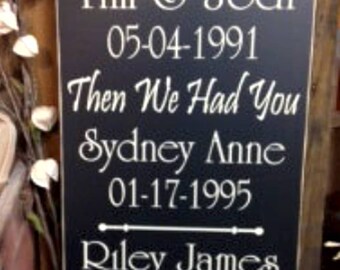 05-04-1991
Then We Had You
Sydney Anne
01-17-1995
Riley James